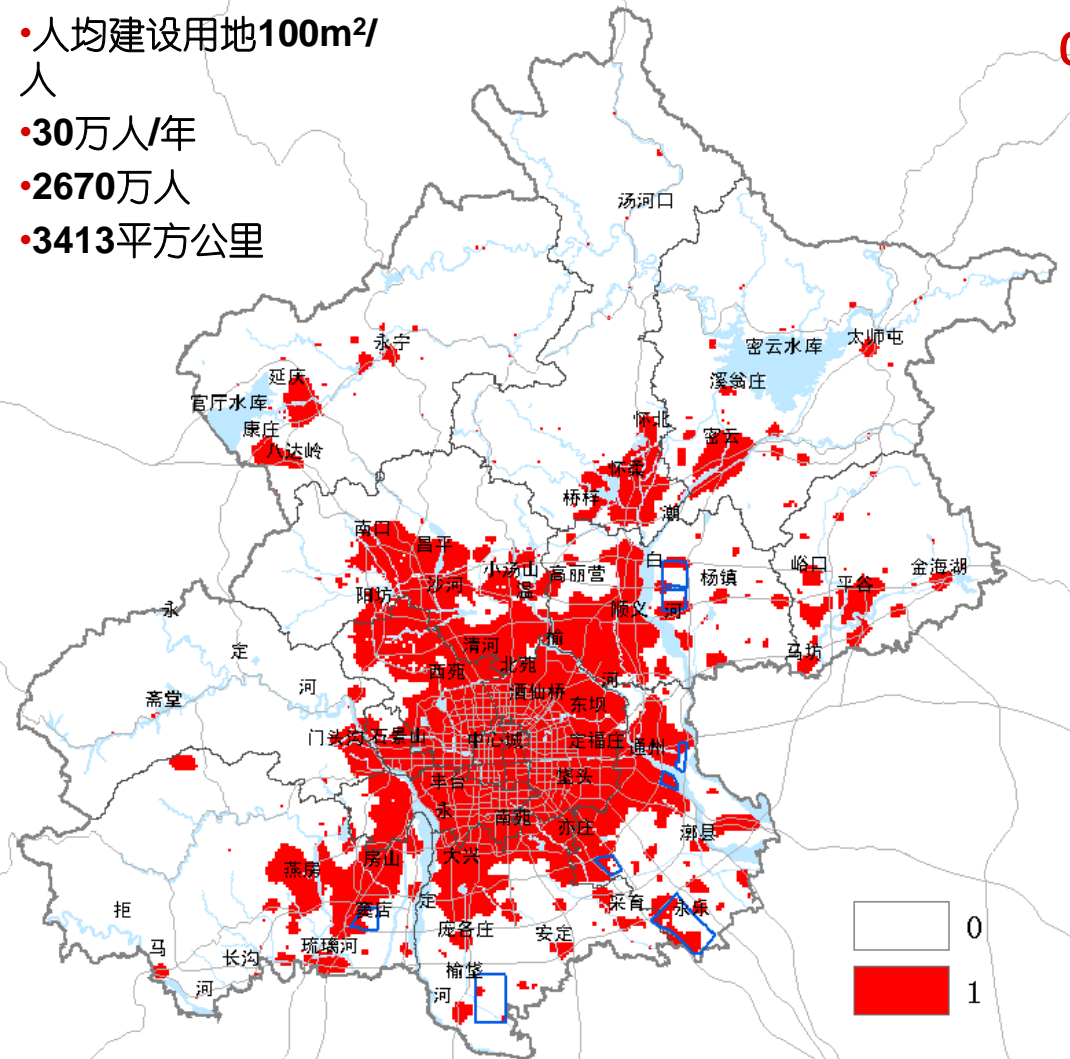 •人均建设用地100m²/
人
•30万人/年
•2670万人
•3413平方公里
汤河口
永宁
密云水库
太师屯
延庆
溪翁庄
官厅水库
怀北
康庄
密云
八达岭
怀柔
桥梓
潮
南口
昌平
白
小汤山
高丽营
杨镇
峪口
金海湖
沙河
温
平谷
阳坊
永
顺义
河
榆
清河
定
马坊
北苑
西苑
河
河
酒仙桥
斋堂
东坝
门头沟
石景山
中心城
定福庄
通州
垡头
丰台
永
南苑
亦庄
漷县
大兴
房山
燕房
定
采育
永乐
拒
窦店
庞各庄
安定
马
琉璃河
长沟
榆垡
河
河
0
1